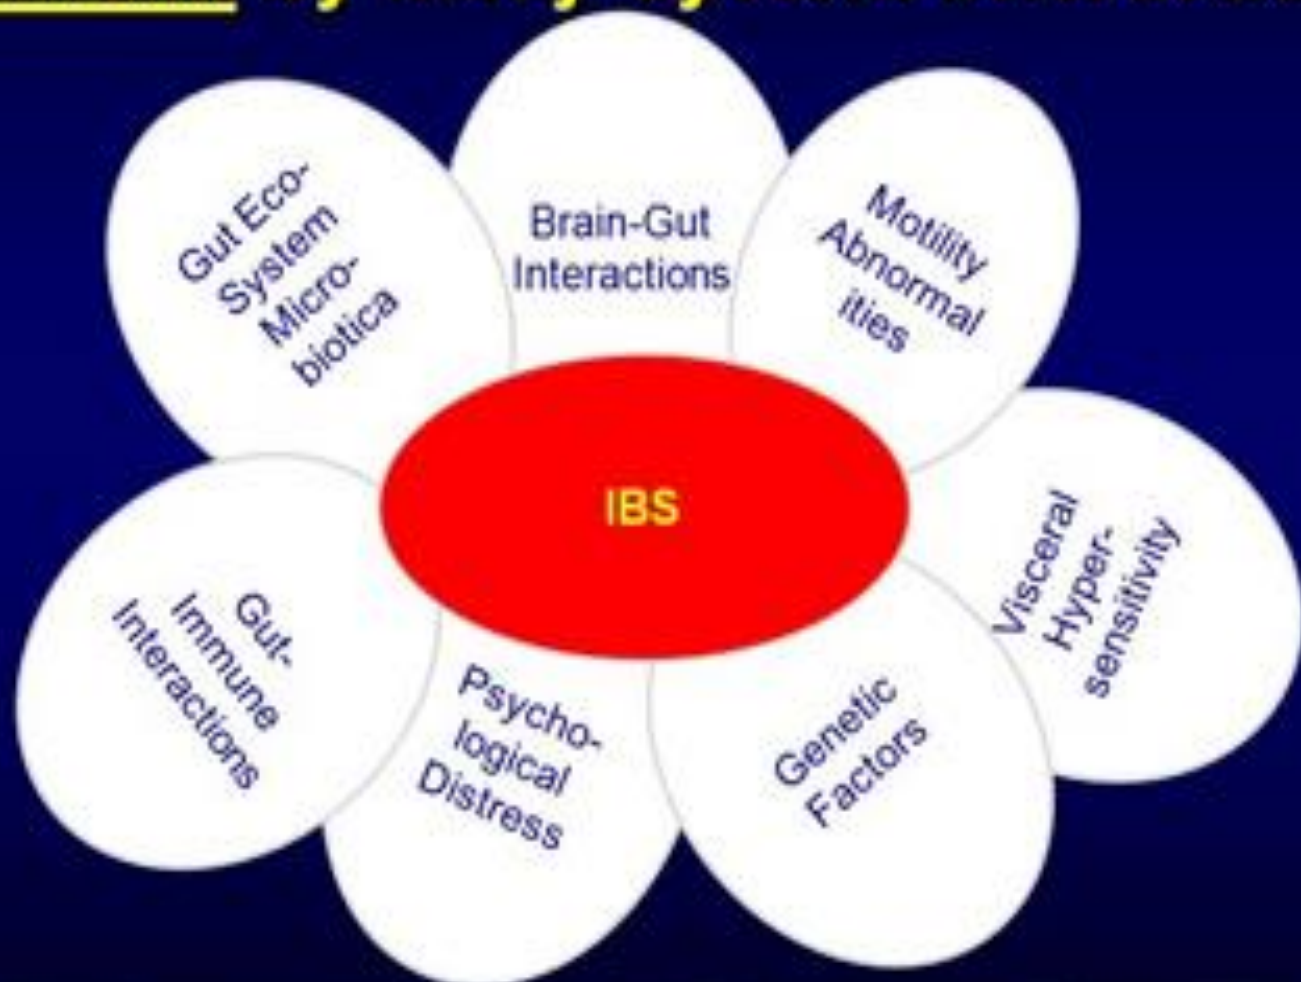 Brain-Gut
Interactions
Motility
Abnormal
ities
Visceral
Hyper-
sensitivity
Genetic
Factors
Psycho-
logical
Distress
Gut-
Immune
Interactions
Gut Eco-
System
Micro-
biotica
IBS